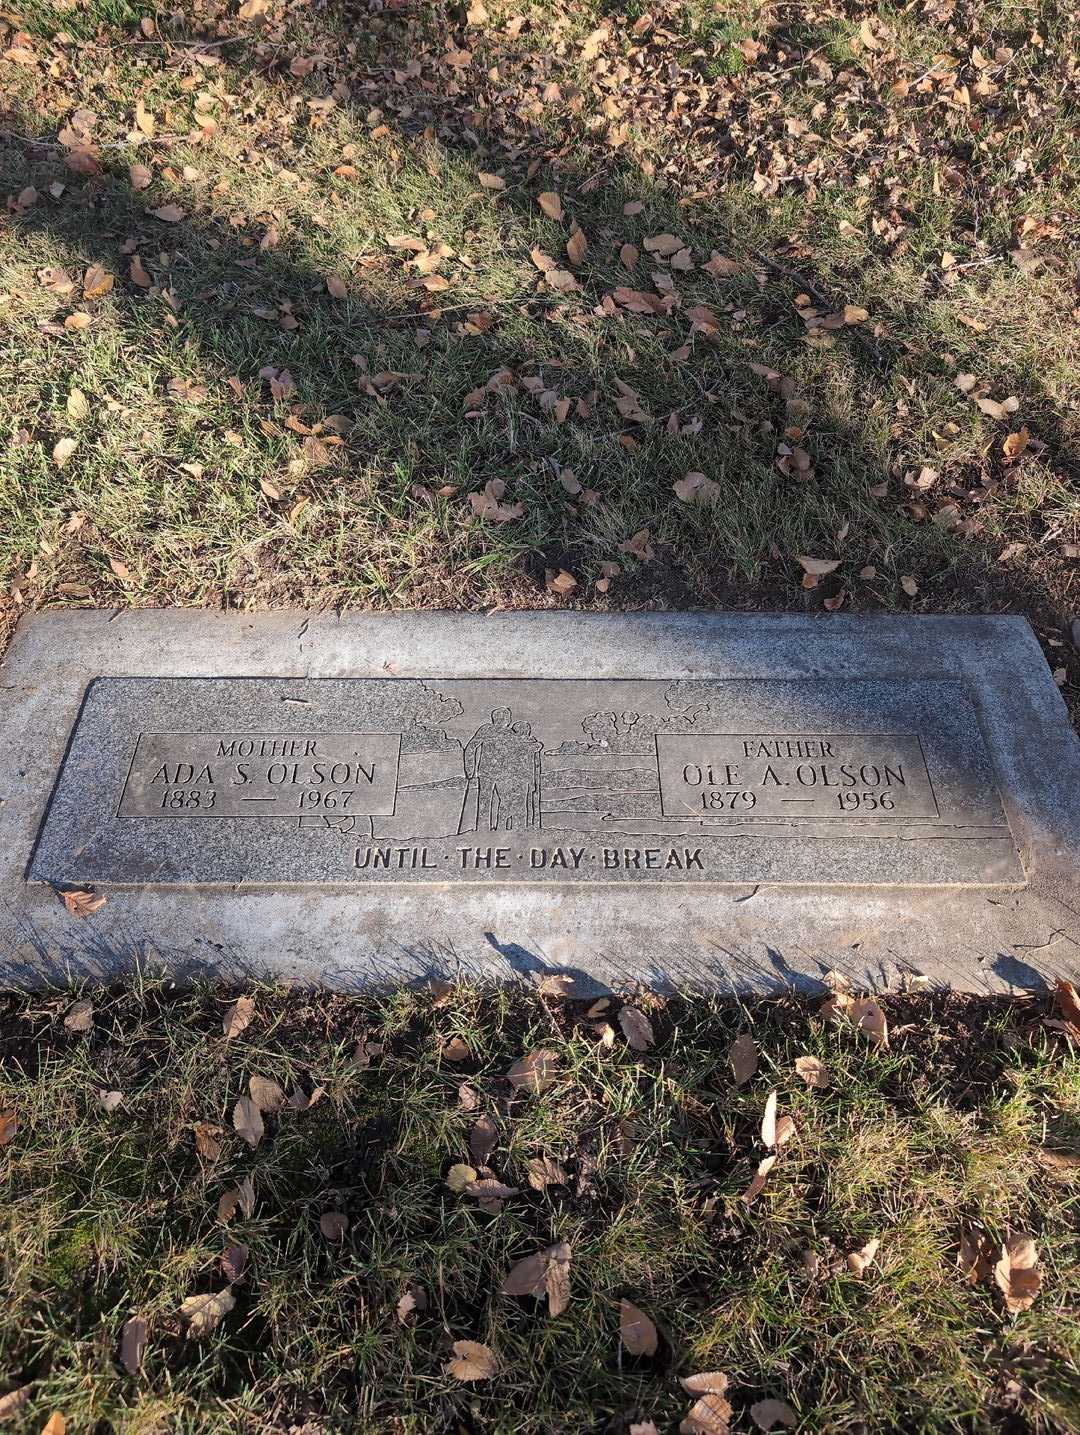 MOTHER
ADA S. OLSON
1883 — 1967
FATHER
OLE A. OLSON
1879 — 1956
UNTIL · THE · DAY · BREAK